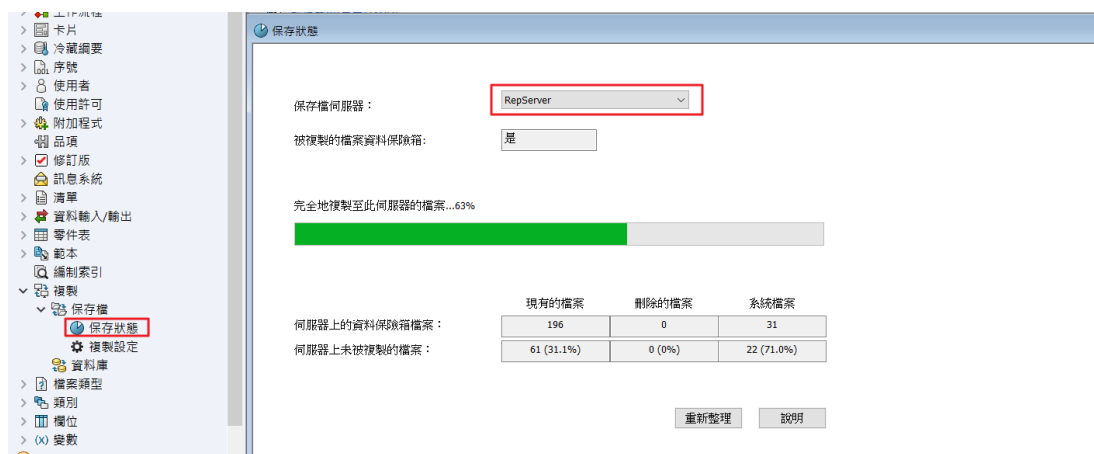 工作流程
卡片
冷藏綱要
序號
使用者
使用許可
附加程式
品項
修訂版
訊息系統
清單
資料輸入/輸出
零件表
範本
編制索引
複製
保存檔
保存狀態
複製設定
資料庫
檔案類型
類別
欄位
(x) 變數
保存狀態
保存檔伺服器：
RepServer
被複製的檔案資料保險箱:
是
完全地複製至此伺服器的檔案...63%
現有的檔案 刪除的檔案 系統檔案
伺服器上的資料保險箱檔案： 196 0 31
伺服器上未被複製的檔案： 61 (31.1%) 0 (0%) 22 (71.0%)
重新整理 說明